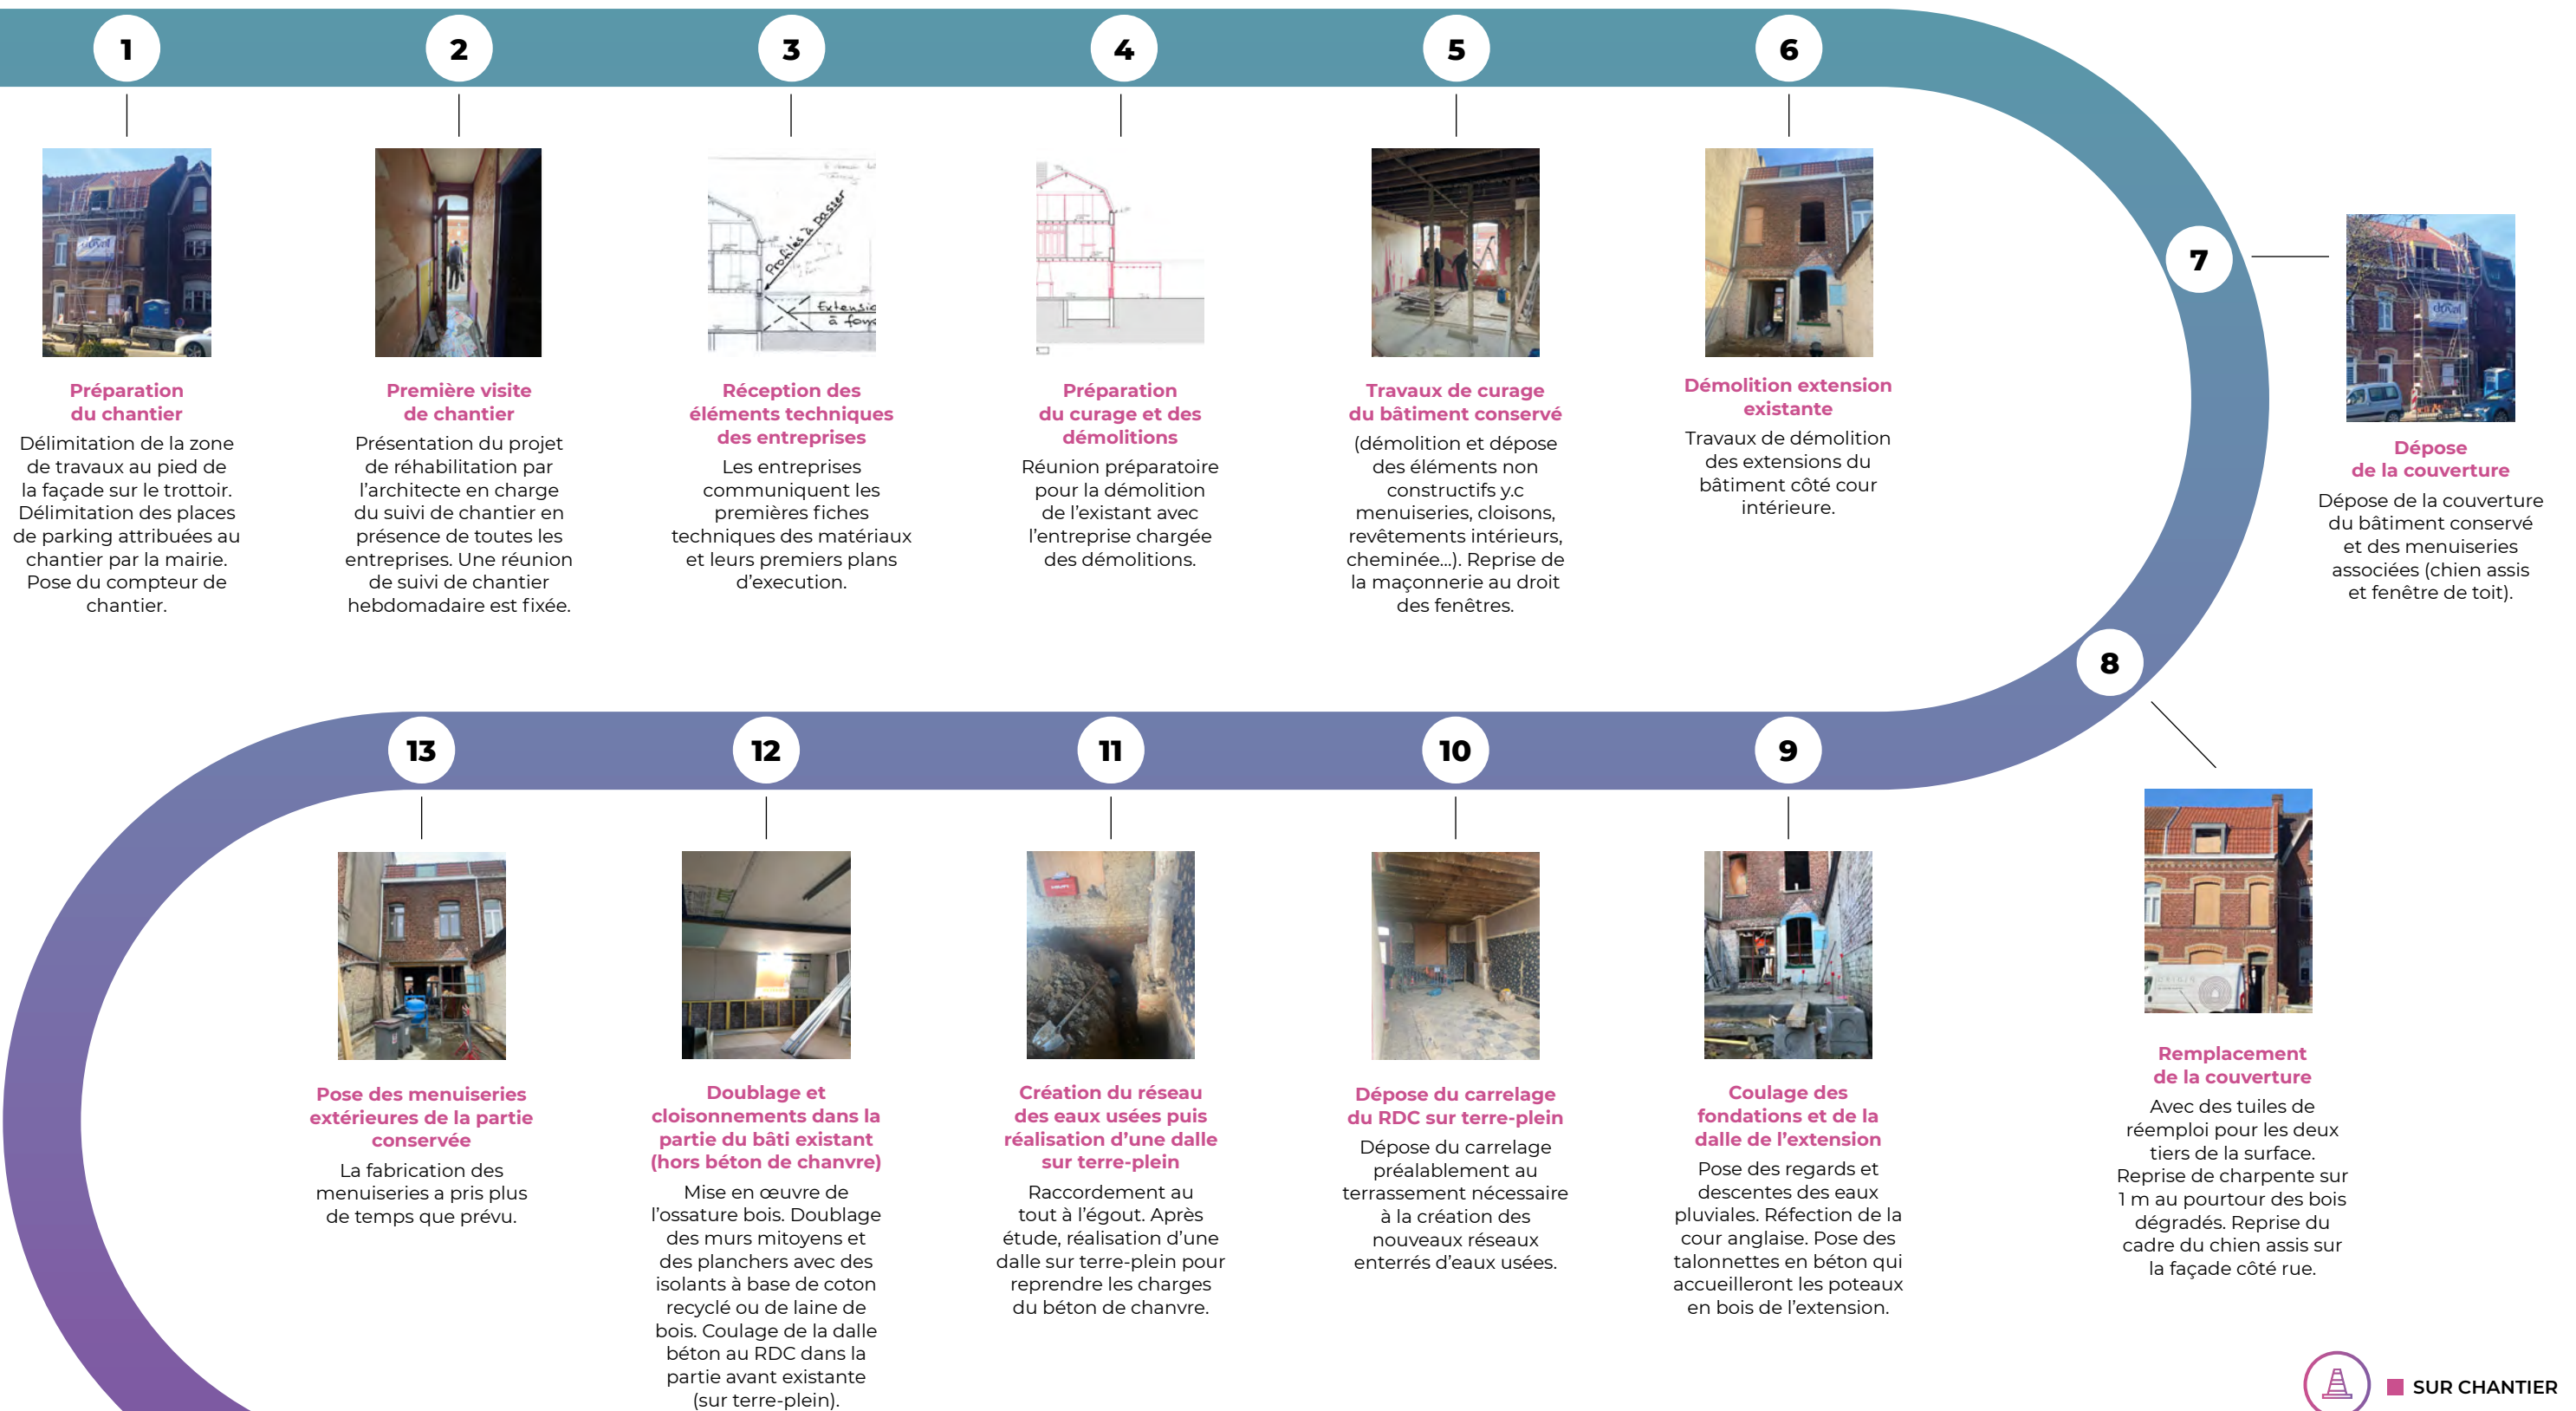 1
2
3
4
5
6
Préparation
du chantier
Délimitation de la zone
de travaux au pied de
la façade sur le trottoir.
Délimitation des places
de parking attribuées au
chantier par la mairie.
Pose du compteur de
chantier.
Première visite
de chantier
Présentation du projet
de réhabilitation par
l’architecte en charge
du suivi de chantier en
présence de toutes les
entreprises. Une réunion
de suivi de chantier
hebdomadaire est fixée.
Profilés à passer
Extensio
à
Réception des
éléments techniques
des entreprises
Les entreprises
communiquent les
premières fiches
techniques des matériaux
et leurs premiers plans
d’execution.
Préparation
du curage et des
démolitions
Réunion préparatoire
pour la démolition
de l’existant avec
l’entreprise chargée
des démolitions.
Travaux de curage
du bâtiment conservé
(démolition et dépose
des éléments non
constructifs y.c
menuiseries, cloisons,
revêtements intérieurs,
cheminée...). Reprise de
la maçonnerie au droit
des fenêtres.
Démolition extension
existante
Travaux de démolition
des extensions du
bâtiment côté cour
intérieure.
7
Dépose
de la couverture
Dépose de la couverture
du bâtiment conservé
et des menuiseries
associées (chien assis
et fenêtre de toit).
8
Remplacement
de la couverture
Avec des tuiles de
réemploi pour les deux
tiers de la surface.
Reprise de charpente sur
1 m au pourtour des bois
dégradés. Reprise du
cadre du chien assis sur
la façade côté rue.
9
Coulage des
fondations et de la
dalle de l’extension
Pose des regards et
descentes des eaux
pluviales. Réfection de la
cour anglaise. Pose des
talonnettes en béton qui
accueilleront les poteaux
en bois de l’extension.
10
Dépose du carrelage
du RDC sur terre-plein
Dépose du carrelage
préalablement au
terrassement nécessaire
à la création des
nouveaux réseaux
enterrés d’eaux usées.
11
Création du réseau
des eaux usées puis
réalisation d’une dalle
sur terre-plein
Raccordement au
tout à l’égout. Après
étude, réalisation d’une
dalle sur terre-plein pour
reprendre les charges
du béton de chanvre.
12
Doublage et
cloisonnements dans la
partie du bâti existant
(hors béton de chanvre)
Mise en œuvre de
l’ossature bois. Doublage
des murs mitoyens et
des planchers avec des
isolants à base de coton
recyclé ou de laine de
bois. Coulage de la dalle
béton au RDC dans la
partie avant existante
(sur terre-plein).
13
Pose des menuiseries
extérieures de la partie
conservée
La fabrication des
menuiseries a pris plus
de temps que prévu.
SUR CHANTIER